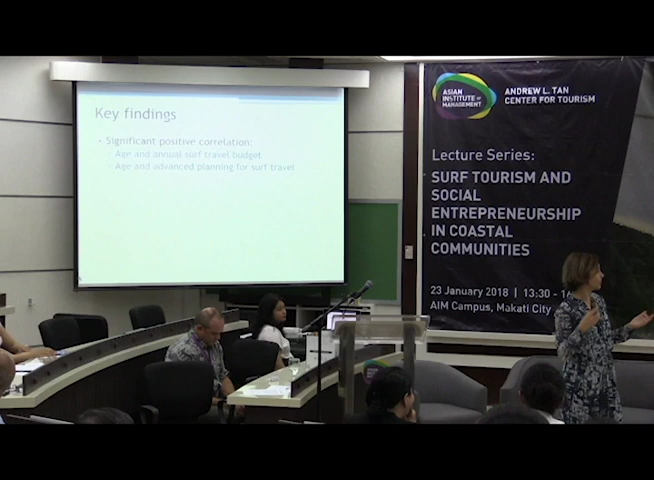 Key findings
Significant positive correlation:
Age and annual surf travel budget
Age and advanced planning for surf travel
ASIAN
INSTITUTE OF
MANAGEMENT
ANDREW L. TAN
CENTER FOR TOURISM
Lecture Series:
SURF TOURISM AND
SOCIAL
ENTREPRENEURSHIP
IN COASTAL
COMMUNITIES
23 January 2018 | 13:30 - 1
AIM Campus, Makati City